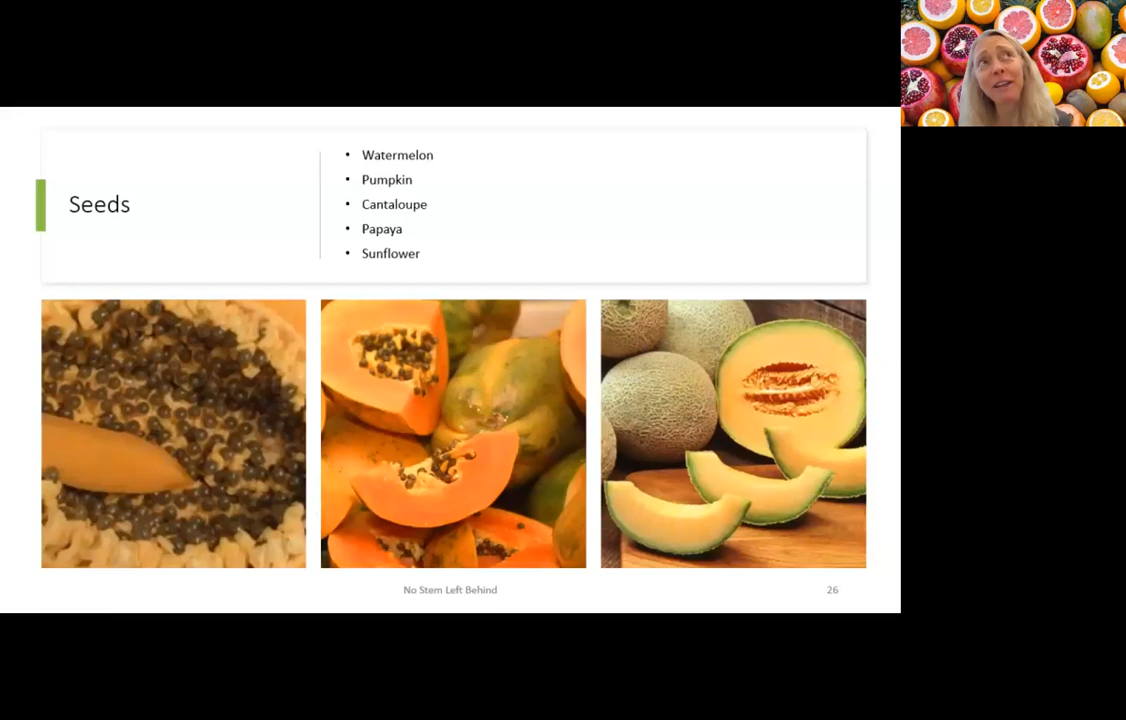 Seeds
Watermelon
Pumpkin
Cantaloupe
Papaya
Sunflower
No Stem Left Behind
26